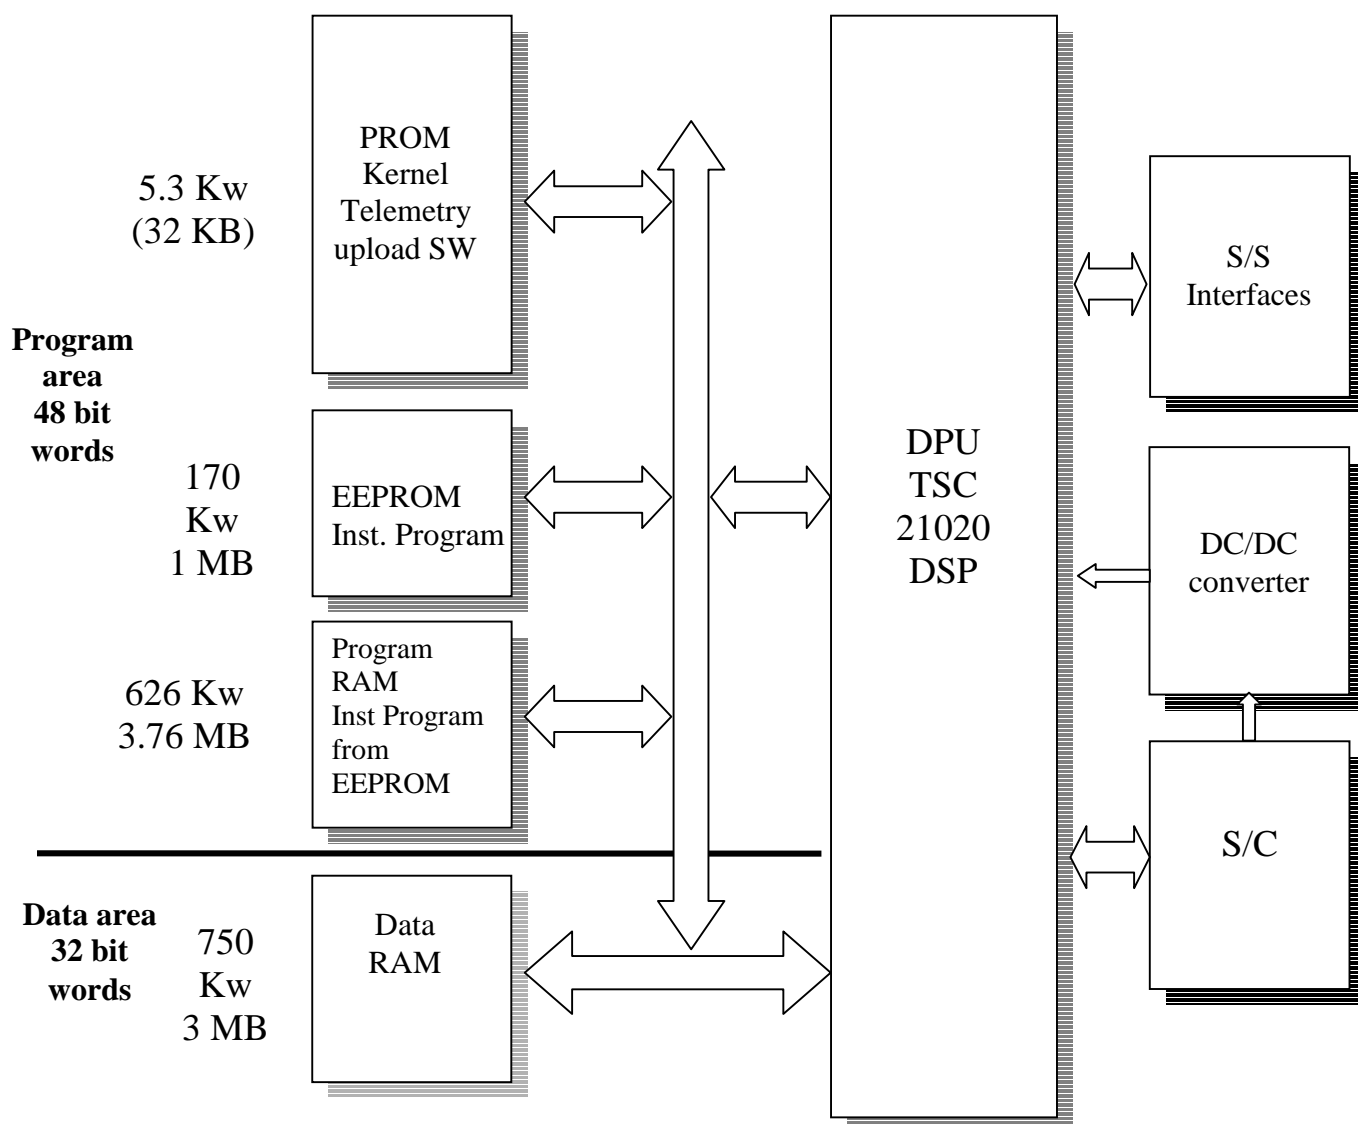 PROM
Kernel
Telemetry
upload SW
5.3 Kw
(32 KB)
Program
area
48 bit
words
170
Kw
1 MB
EEPROM
Inst. Program
626 Kw
3.76 MB
Program
RAM
Inst Program
from
EEPROM
Data area
32 bit
words
750
Kw
3 MB
Data
RAM
DPU
TSC
21020
DSP
S/S
Interfaces
DC/DC
converter
S/C